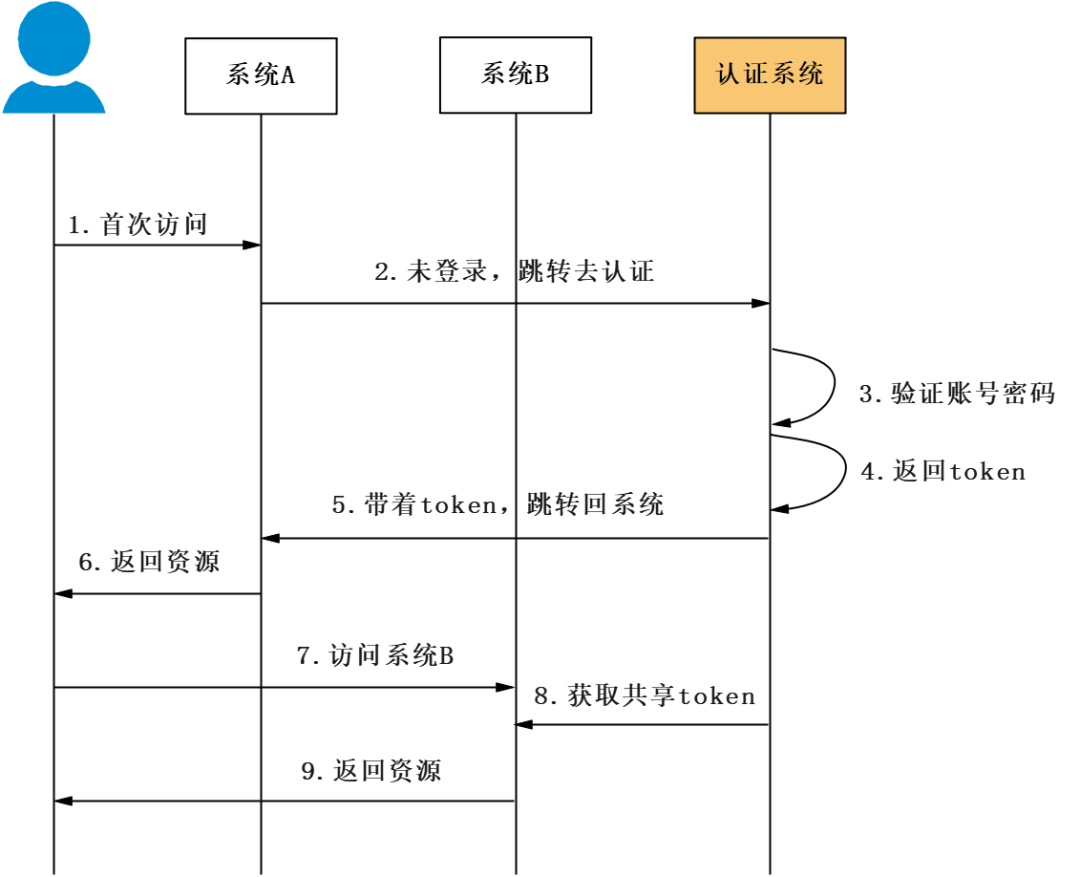 系统A
系统B
认证系统
1.首次访问
2.未登录，跳转去认证
3.验证账号密码
4.返回token
5.带着token，跳转回系统
6.返回资源
7.访问系统B
8.获取共享token
9.返回资源